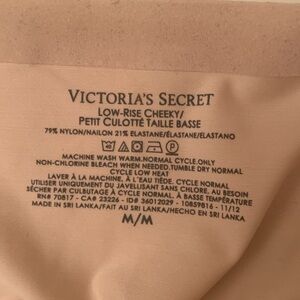 VICTORIA'S SECRET
LOW-RISE CHEEKY/
PETIT CULOTTÉ TAILLE BASSE
79% NYLON/NAILON 21% ELASTANE/ÉLASTANE/ELASTANO
MACHINE WASH WARM.NORMAL CYCLE.ONLY
NON-CHLORINE BLEACH WHEN NEEDED.TUMBLE DRY NORMAL
CYCLE LOW HEAT
LAVER À LA MACHINE, À L'EAU TIÈDE. CYCLE NORMAL
UTILISER UNIQUEMENT DU JAVELLISANT SANS CHLORE, AU BESOIN
SÉCHER PAR CULBUTAGE À CYCLE NORMAL, À BASSE TEMPÉRATURE
RN# 70817 - CA# 23226 - ID# 36012029 - 10859816 - 11/12
MADE IN SRI LANKA/FAIT AU SRI LANKA/HECHO EN SRI LANKA
M/M